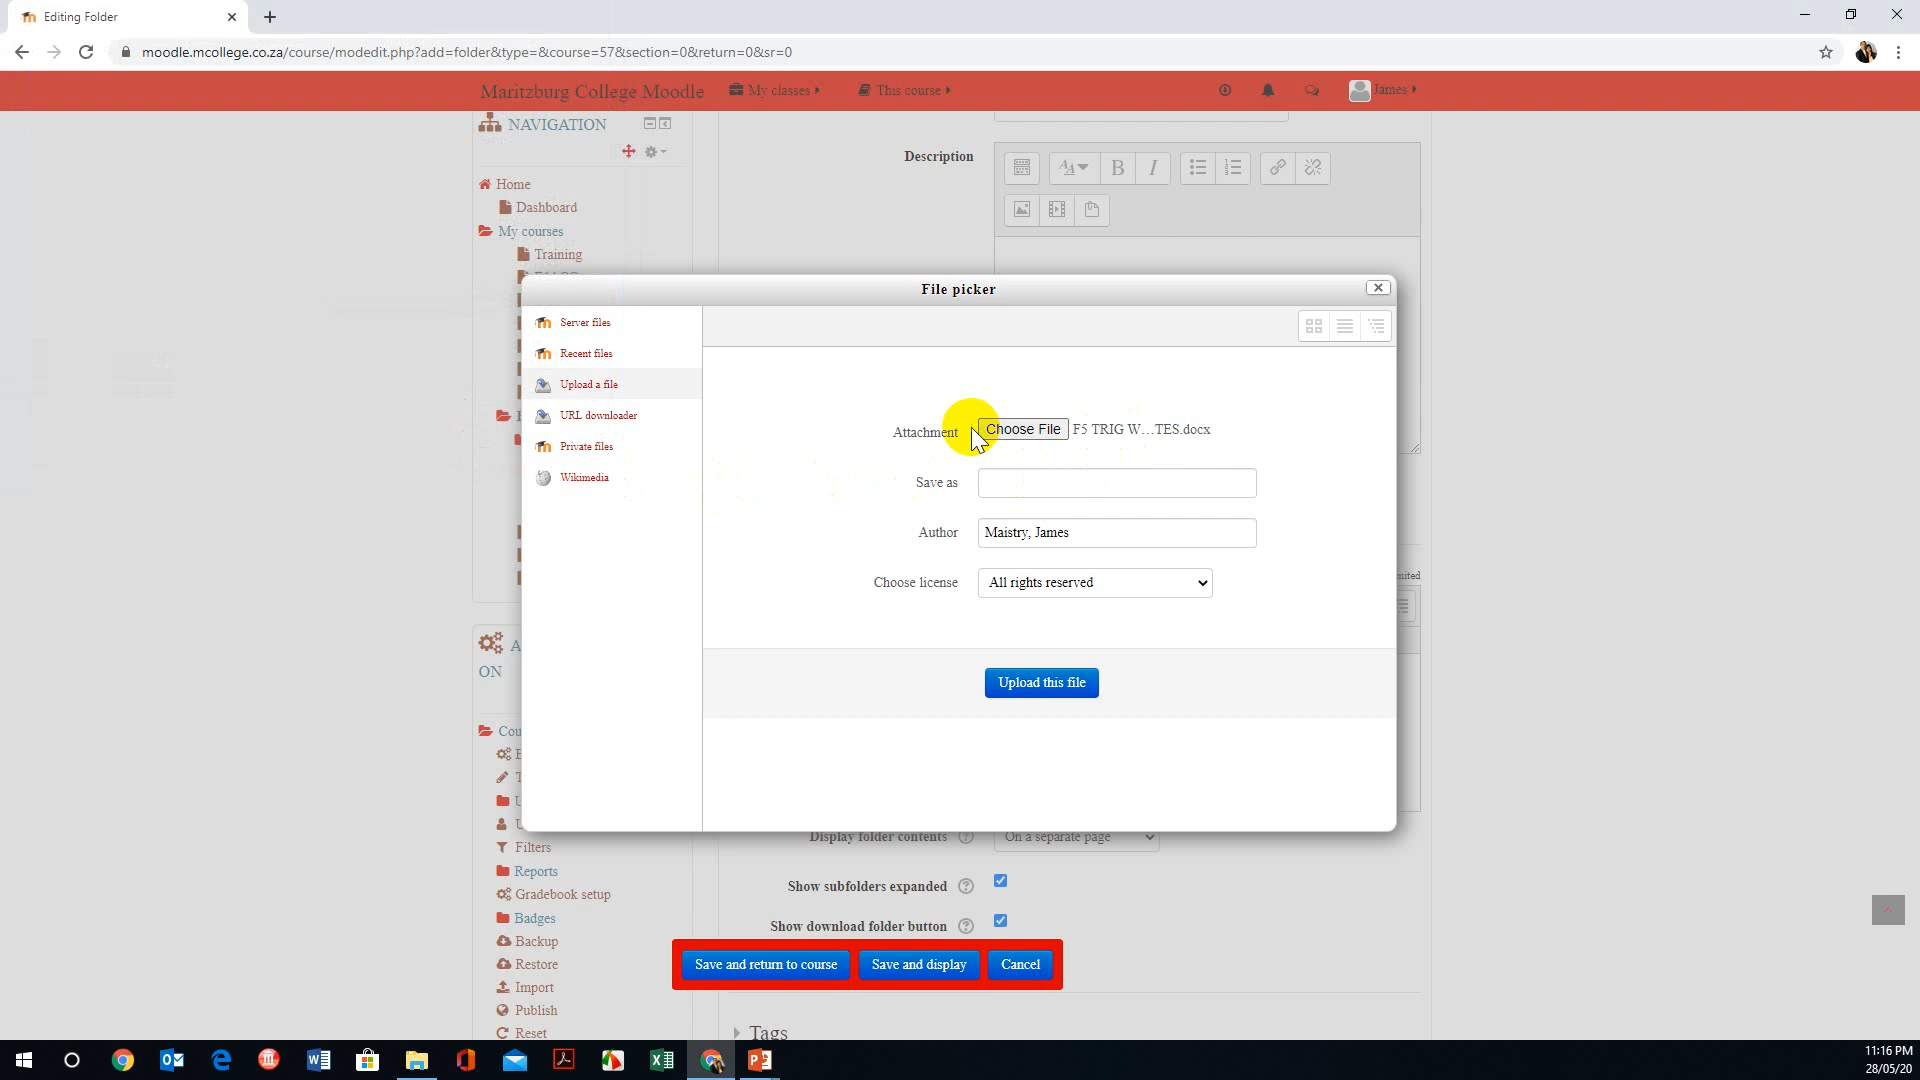 Editing Folder
moodle.mcollege.co.za/course/modedit.php?add=folder&type=&course=57&section=0&return=0&sr=0
Maritzburg College Moodle
My classes
This course
James
NAVIGATION
Home
Dashboard
My courses
Training
Description
File picker
Server files
Recent files
Upload a file
URL downloader
Private files
Wikimedia
Attachment
Choose File
F5 TRIG W...TES.docx
Save as
Author
Maistry, James
Choose license
All rights reserved
Upload this file
A
ON
Cou
Filters
Reports
Gradebook setup
Badges
Backup
Restore
Import
Publish
Reset
Display folder contents
On a separate page
Show subfolders expanded
Show download folder button
Save and return to course
Save and display
Cancel
Tags
11:16 PM
28/05/20